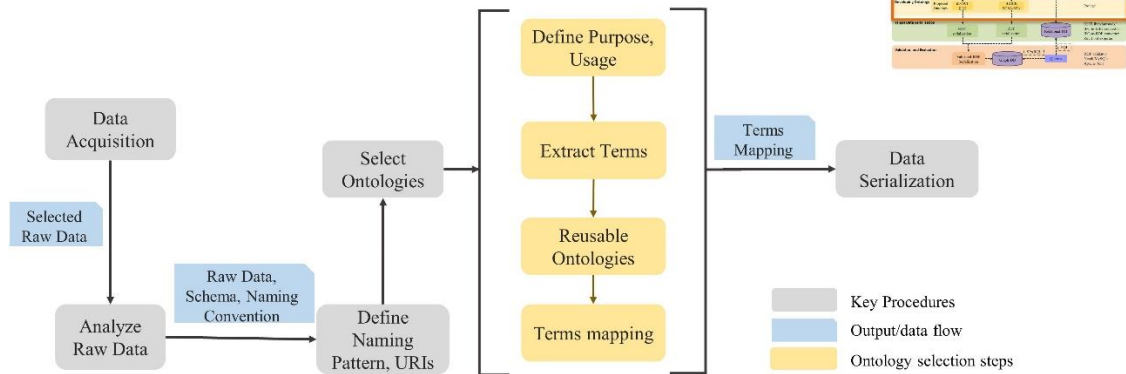 Define Purpose,
Usage
Data
Acquisition
Select
Ontologies
Extract Terms
Terms
Mapping
Data
Serialization
Selected
Raw Data
Reusable
Ontologies
Raw Data,
Schema, Naming
Convention
Analyze
Raw Data
Define
Naming
Pattern, URIs
Terms mapping
Key Procedures
Output/data flow
Ontology selection steps